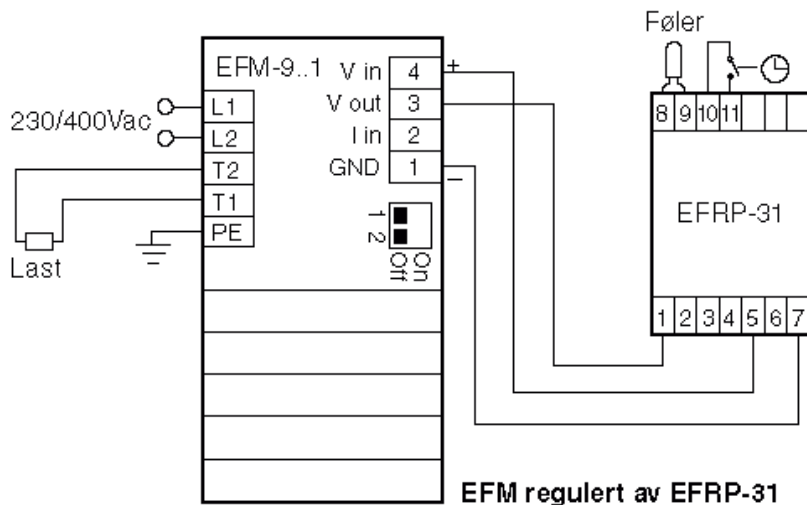 Føler
EFM-9..1
V in 4 +
V out 3
I in 2
GND 1 –
230/400Vac
L1
L2
T2
T1
PE
Last
1
2
Off On
8 9 10 11
EFRP-31
1 2 3 4 5 6 7
EFM regulert av EFRP-31